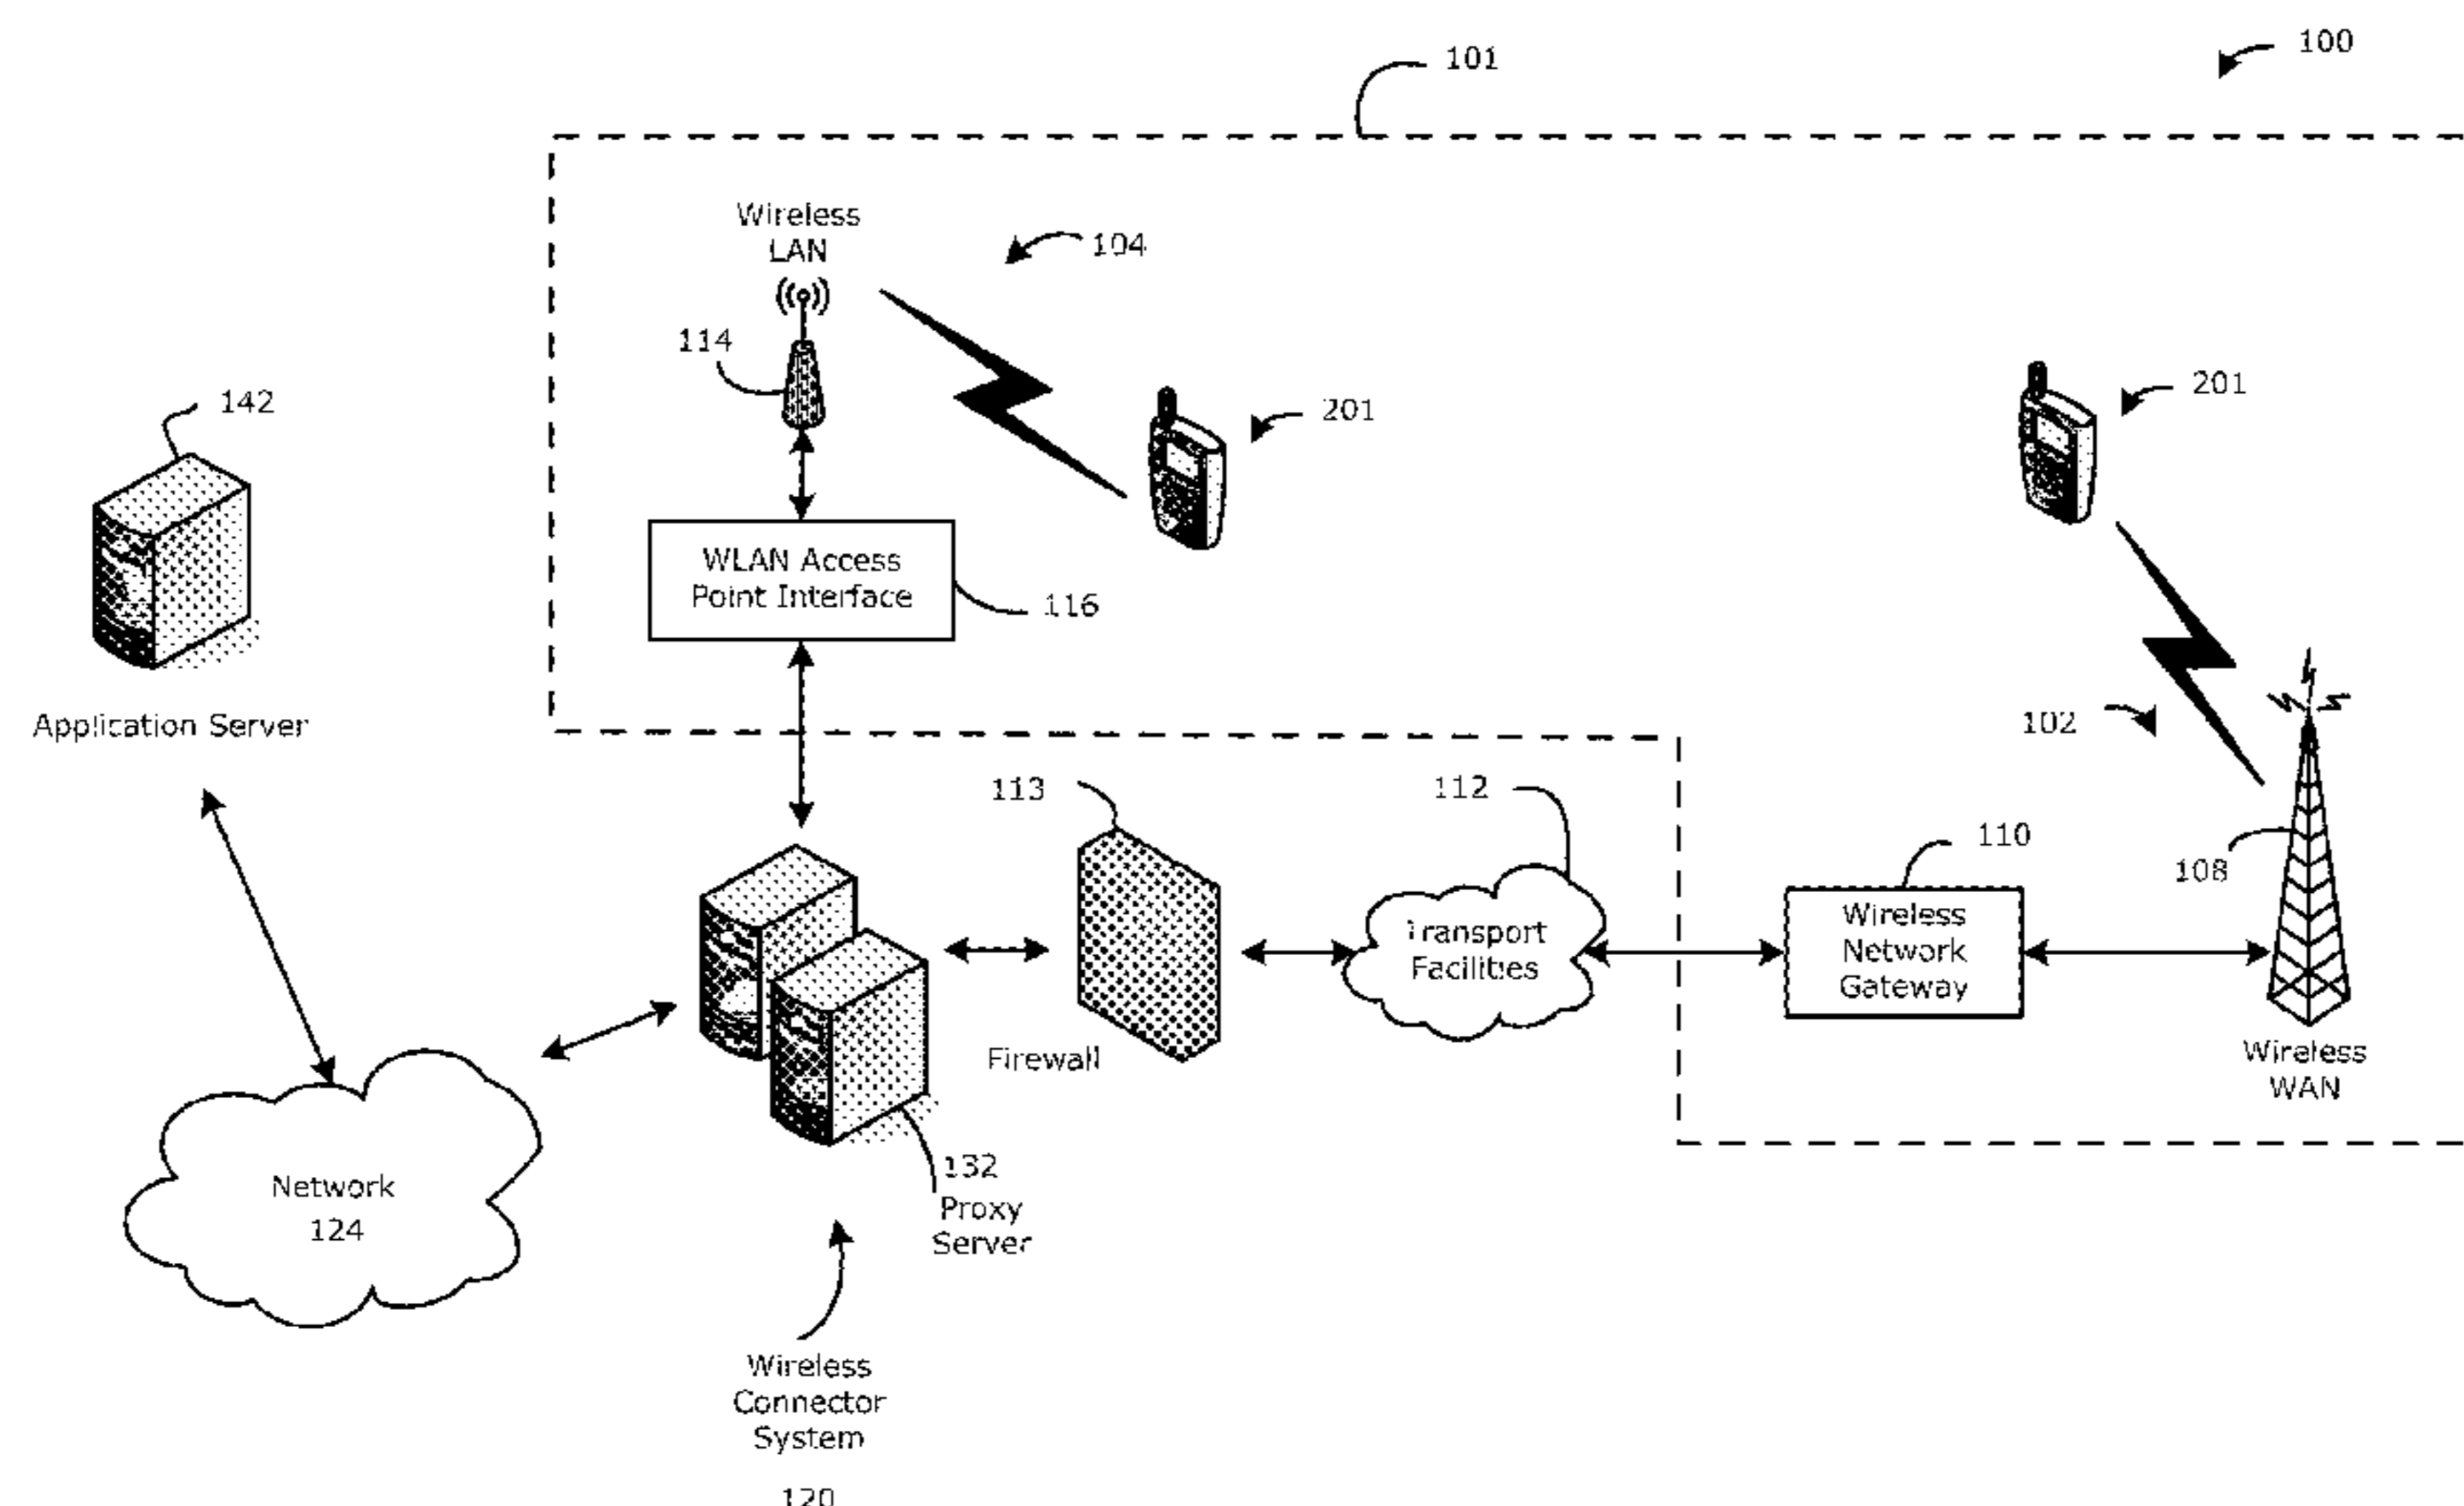 100
101
Wireless
LAN
104
114
201
201
142
WLAN Access
Point Interface
116
Application Server
102
113
112
110
108
Transport
Facilities
Wireless
Network
Gateway
Firewall
Wireless
WAN
132
Proxy
Server
Network
124
Wireless
Connector
System
120